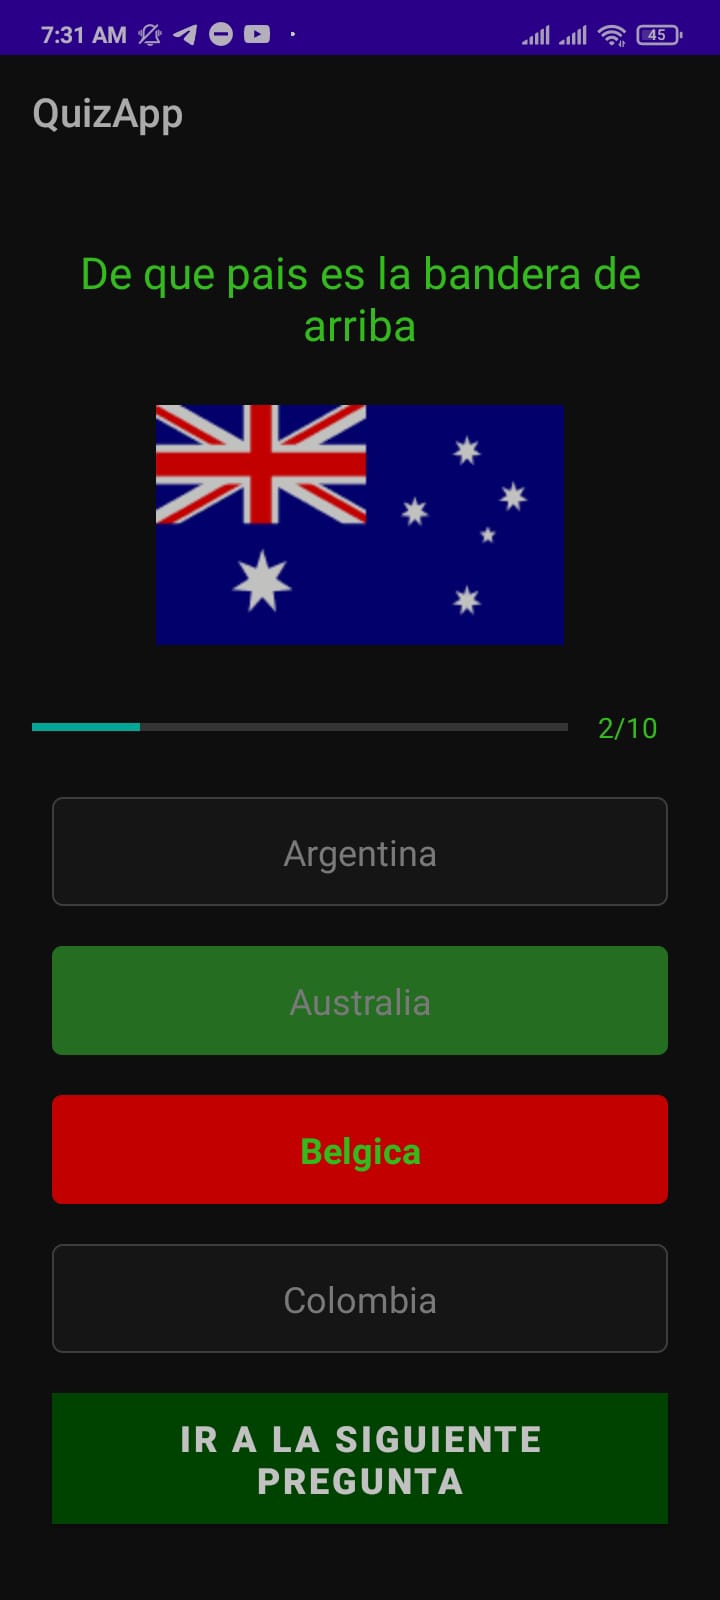 7:31 AM
45
QuizApp
De que pais es la bandera de
arriba
2/10
Argentina
Australia
Belgica
Colombia
IR A LA SIGUIENTE
PREGUNTA